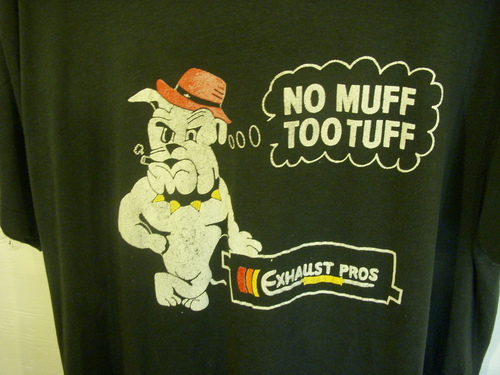 NO MUFF
TOO TUFF
EXHAUST PROS